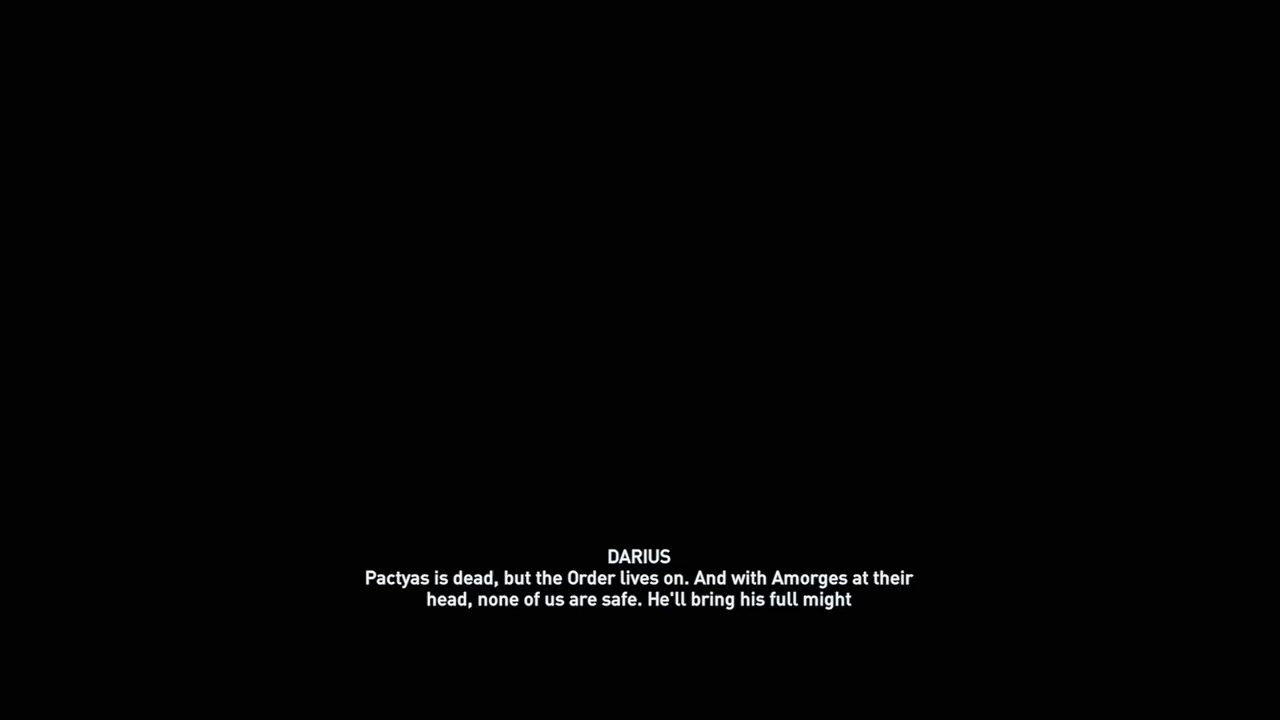 DARIUS
Pactyas is dead, but the Order lives on. And with Amorges at their
head, none of us are safe. He'll bring his full might